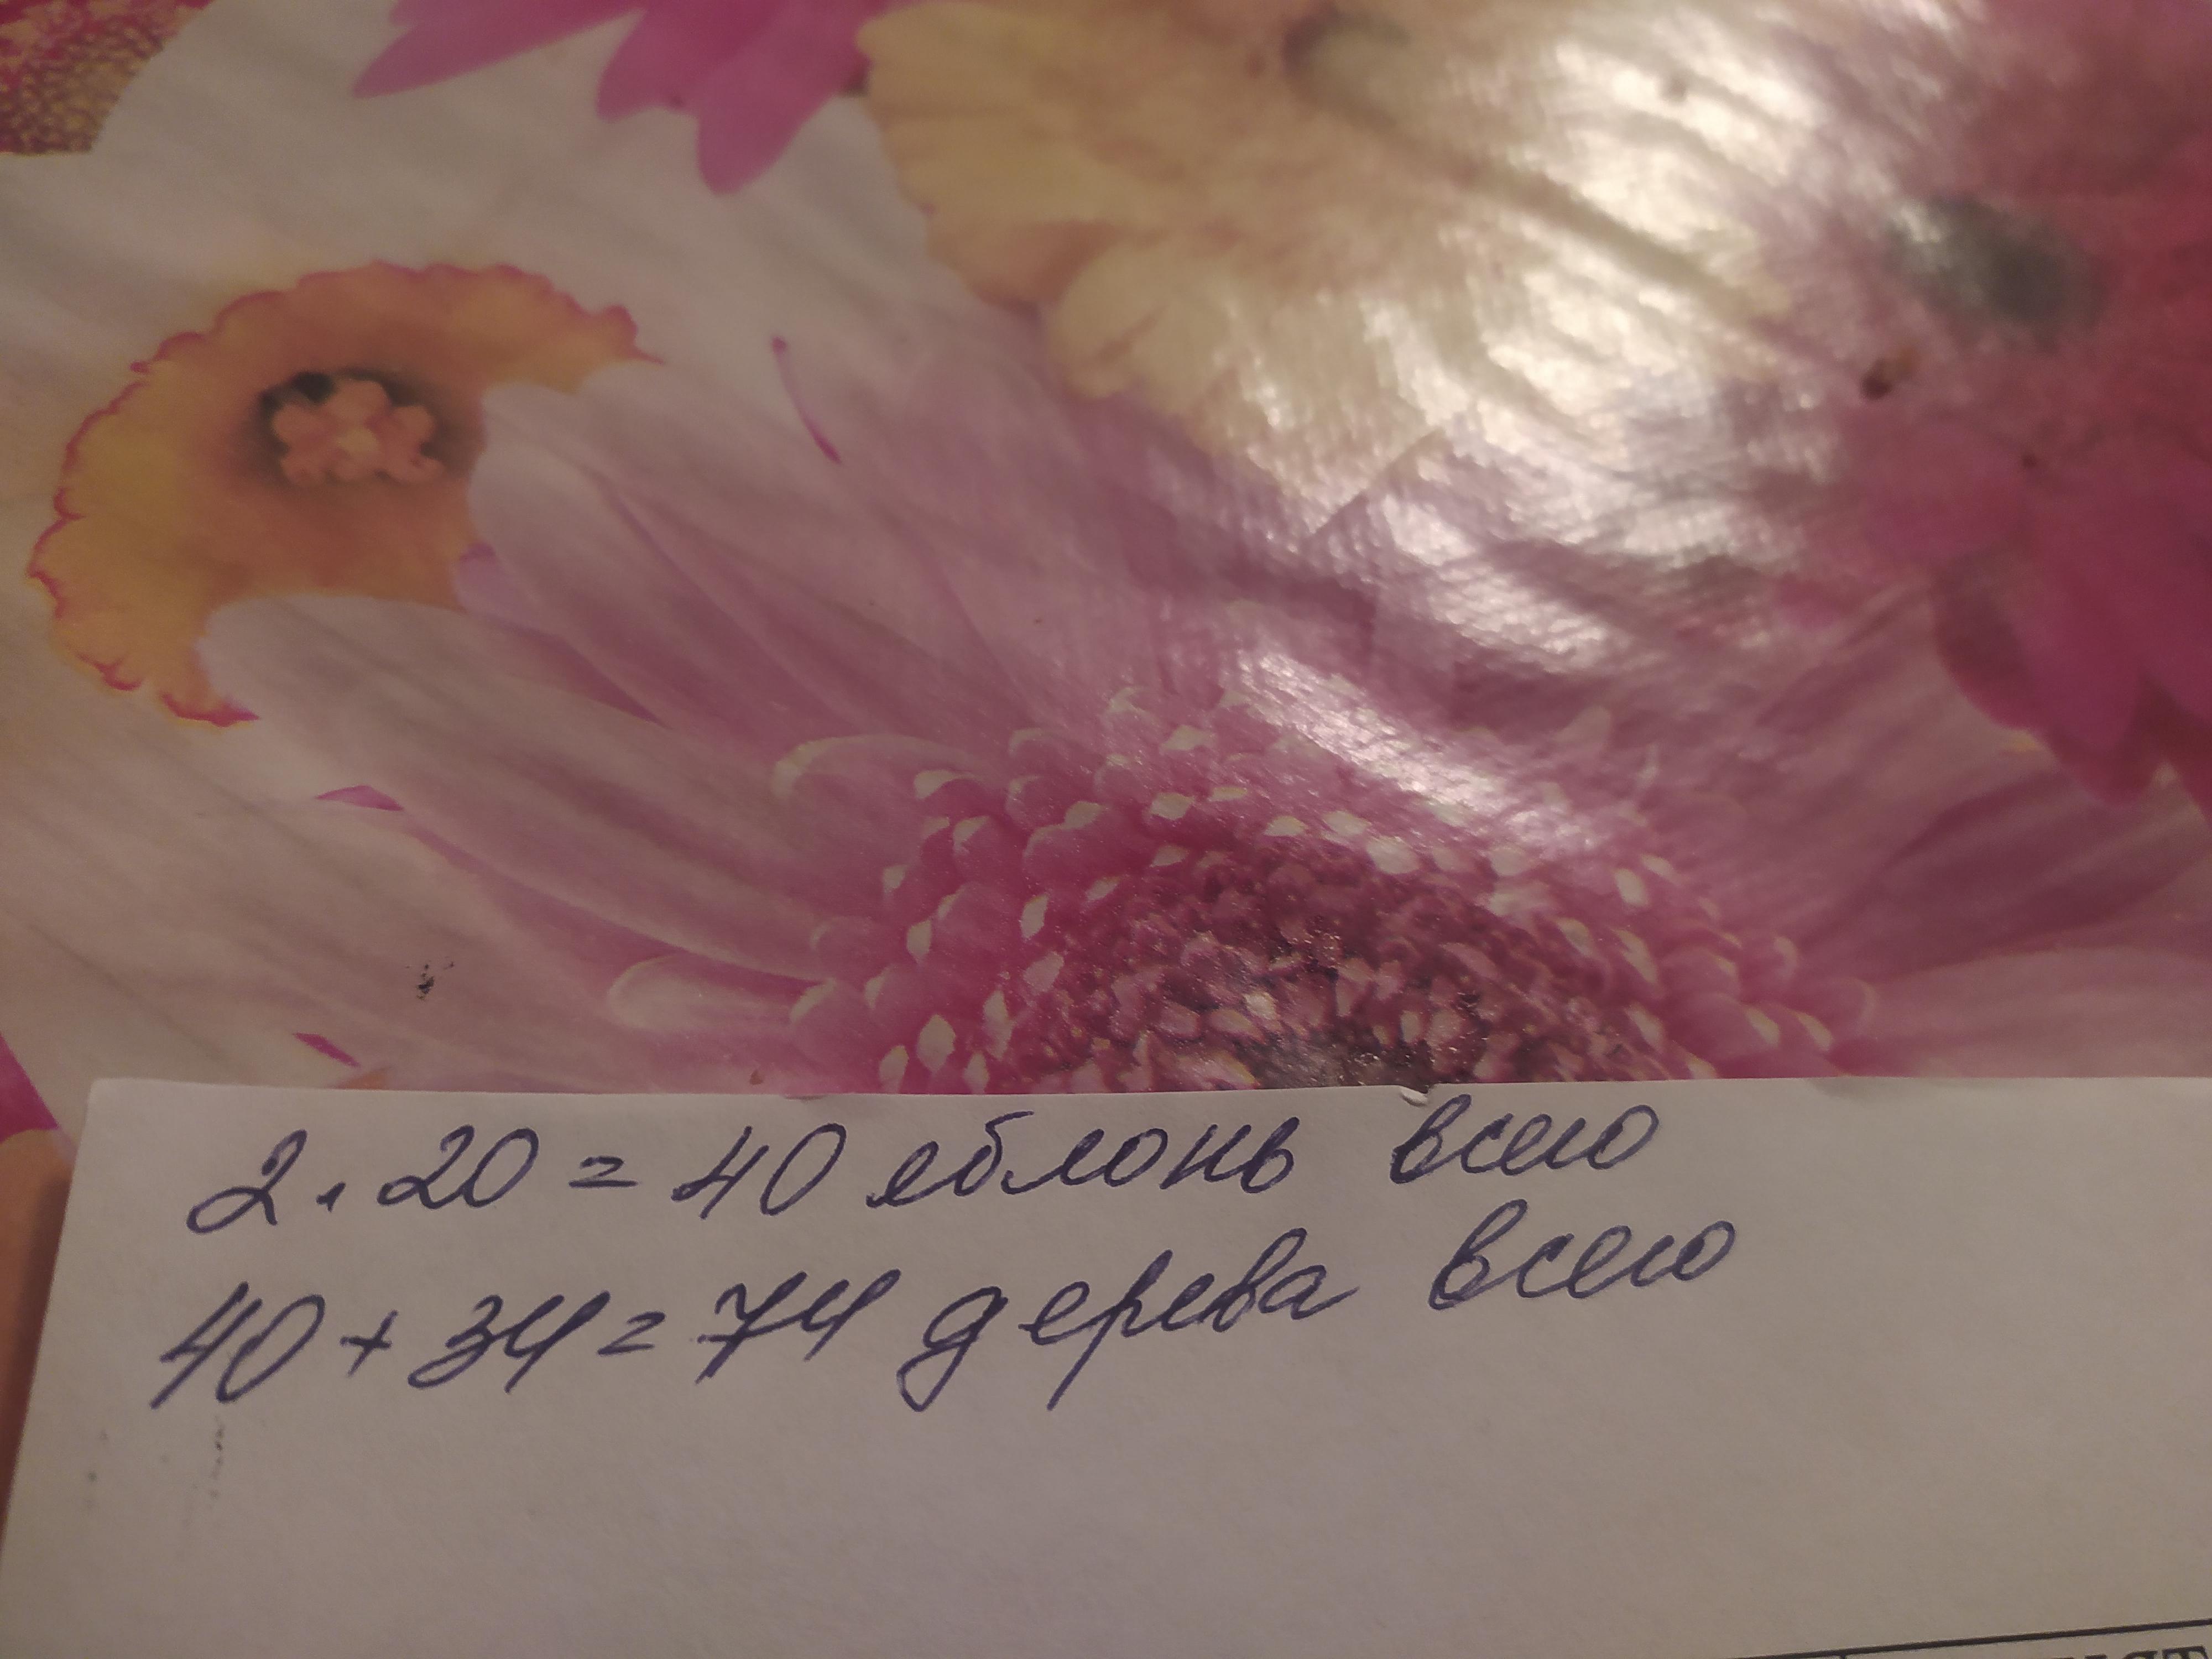 2 . 20 = 40 яблонь всего
40 + 34 = 74 дерева всего